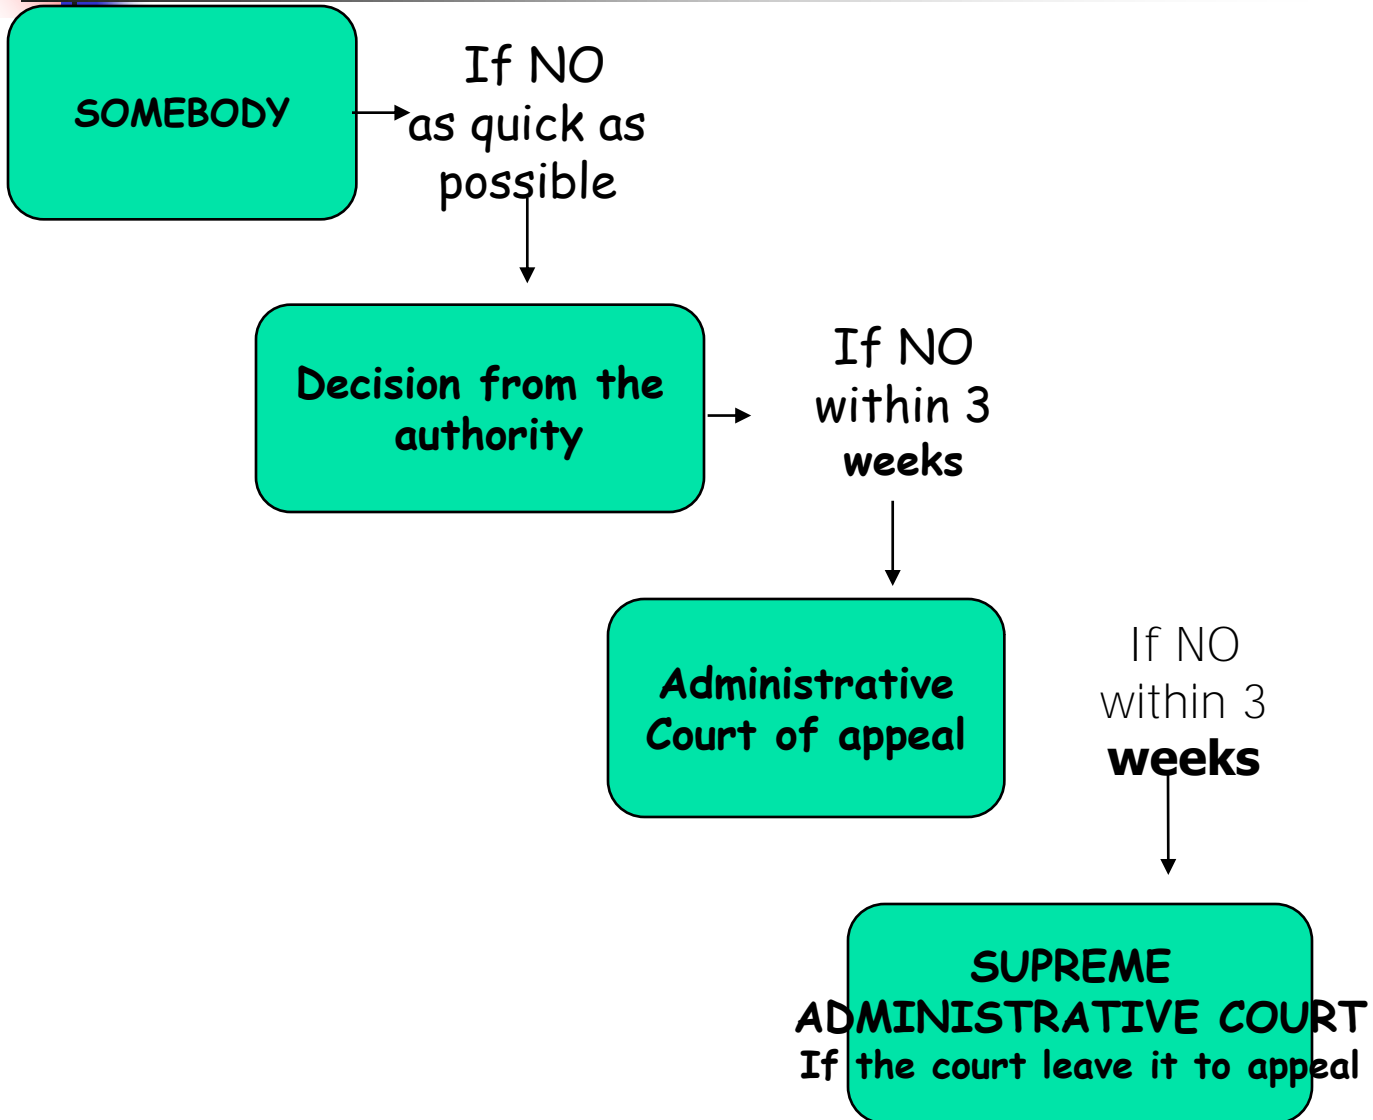 SOMEBODY
If NO
as quick as
possible
Decision from the
authority
If NO
within 3
weeks
Administrative
Court of appeal
If NO
within 3
weeks
SUPREME
ADMINISTRATIVE COURT
If the court leave it to appeal